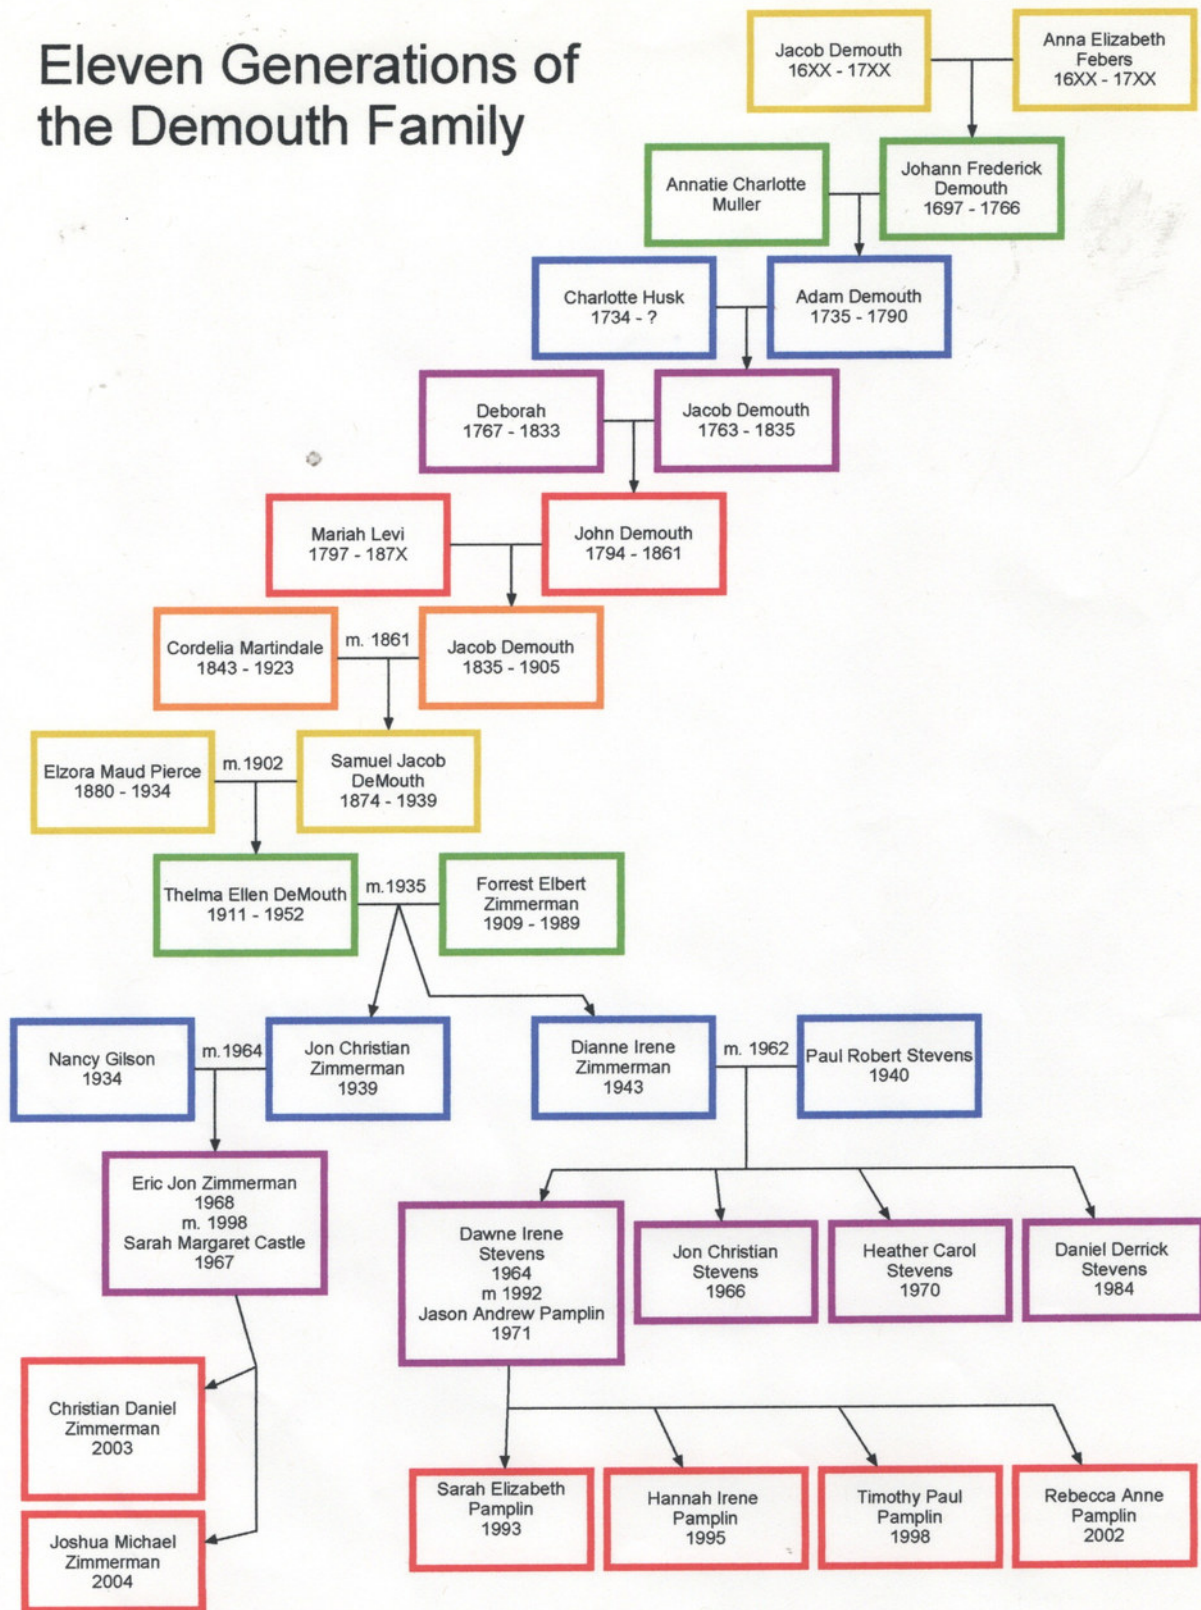 Eleven Generations of
the Demouth Family
Jacob Demouth
16XX - 17XX
Anna Elizabeth
Febers
16XX - 17XX
Annatie Charlotte
Muller
Johann Frederick
Demouth
1697 - 1766
Charlotte Husk
1734 - ?
Adam Demouth
1735 - 1790
Deborah
1767 - 1833
Jacob Demouth
1763 - 1835
Mariah Levi
1797 - 187X
John Demouth
1794 - 1861
Cordelia Martindale
1843 - 1923
m. 1861
Jacob Demouth
1835 - 1905
Elzora Maud Pierce
1880 - 1934
m.1902
Samuel Jacob
DeMouth
1874 - 1939
Thelma Ellen DeMouth
1911 - 1952
m.1935
Forrest Elbert
Zimmerman
1909 - 1989
Nancy Gilson
1934
m.1964
Jon Christian
Zimmerman
1939
Dianne Irene
Zimmerman
1943
m. 1962
Paul Robert Stevens
1940
Eric Jon Zimmerman
1968
m. 1998
Sarah Margaret Castle
1967
Dawne Irene
Stevens
1964
m 1992
Jason Andrew Pamplin
1971
Jon Christian
Stevens
1966
Heather Carol
Stevens
1970
Daniel Derrick
Stevens
1984
Christian Daniel
Zimmerman
2003
Joshua Michael
Zimmerman
2004
Sarah Elizabeth
Pamplin
1993
Hannah Irene
Pamplin
1995
Timothy Paul
Pamplin
1998
Rebecca Anne
Pamplin
2002